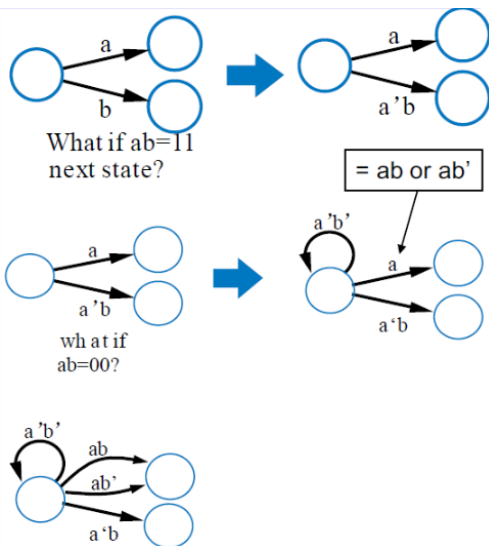 a
b
What if ab=11
next state?
a
a’b
= ab or ab’
a
a’b
wh at if
ab=00?
a’b’
a
a‘b
a’b’
ab
ab’
a‘b